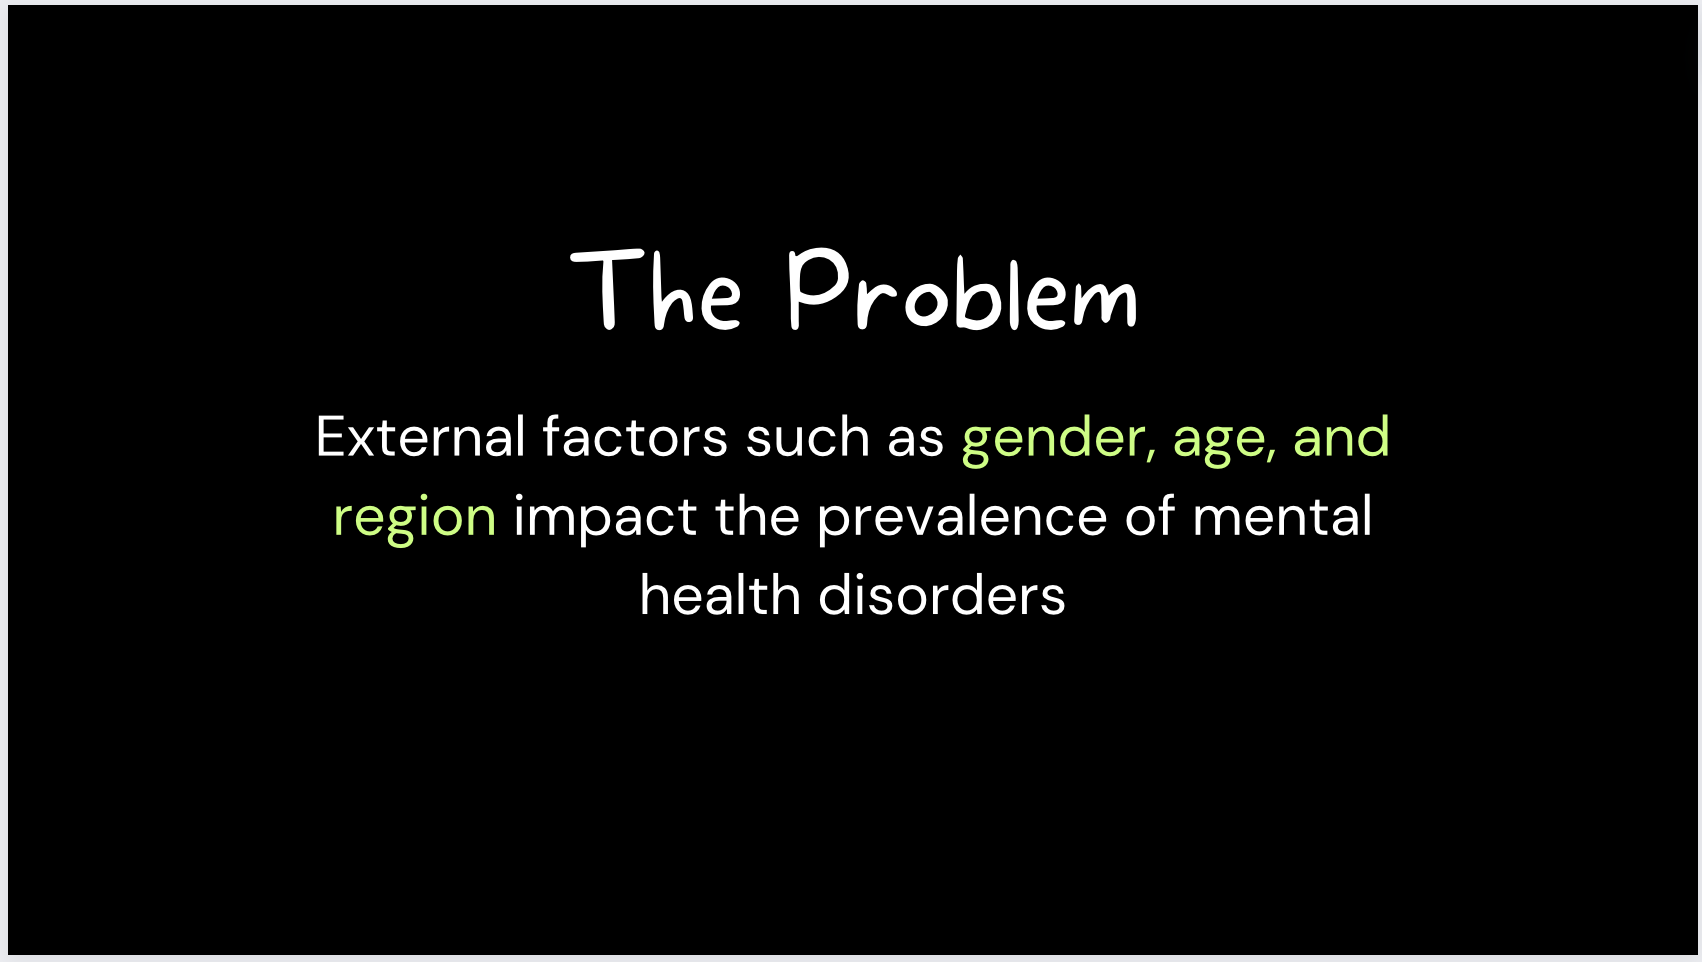 The Problem
External factors such as gender, age, and
region impact the prevalence of mental
health disorders